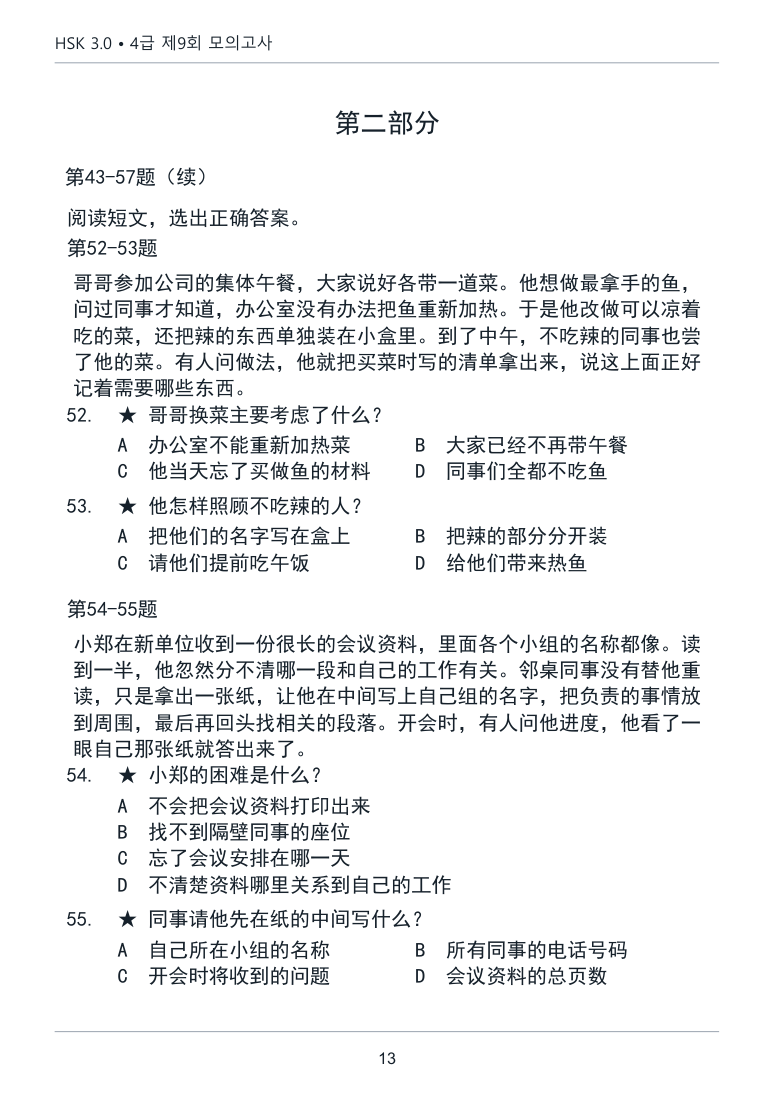 HSK 3.0 • 4급 제9회 모의고사
第二部分
第43-57题（续）
阅读短文，选出正确答案。
第52-53题
哥哥参加公司的集体午餐，大家说好各带一道菜。他想做最拿手的鱼，
问过同事才知道，办公室没有办法把鱼重新加热。于是他改做可以凉着
吃的菜，还把辣的东西单独装在小盒里。到了中午，不吃辣的同事也尝
了他的菜。有人问做法，他就把买菜时写的清单拿出来，说这上面正好
记着需要哪些东西。
52. ★ 哥哥换菜主要考虑了什么？
A 办公室不能重新加热菜 B 大家已经不再带午餐
C 他当天忘了买做鱼的材料 D 同事们全都不吃鱼
53. ★ 他怎样照顾不吃辣的人？
A 把他们的名字写在盒上 B 把辣的部分分开装
C 请他们提前吃午饭 D 给他们带来热鱼
第54-55题
小郑在新单位收到一份很长的会议资料，里面各个小组的名称都像。读
到一半，他忽然分不清哪一段和自己的工作有关。邻桌同事没有替他重
读，只是拿出一张纸，让他在中间写上自己组的名字，把负责的事情放
到周围，最后再回头找相关的段落。开会时，有人问他进度，他看了一
眼自己那张纸就答出来了。
54. ★ 小郑的困难是什么？
A 不会把会议资料打印出来
B 找不到隔壁同事的座位
C 忘了会议安排在哪一天
D 不清楚资料哪里关系到自己的工作
55. ★ 同事请他先在纸的中间写什么？
A 自己所在小组的名称 B 所有同事的电话号码
C 开会时将收到的问题 D 会议资料的总页数
13